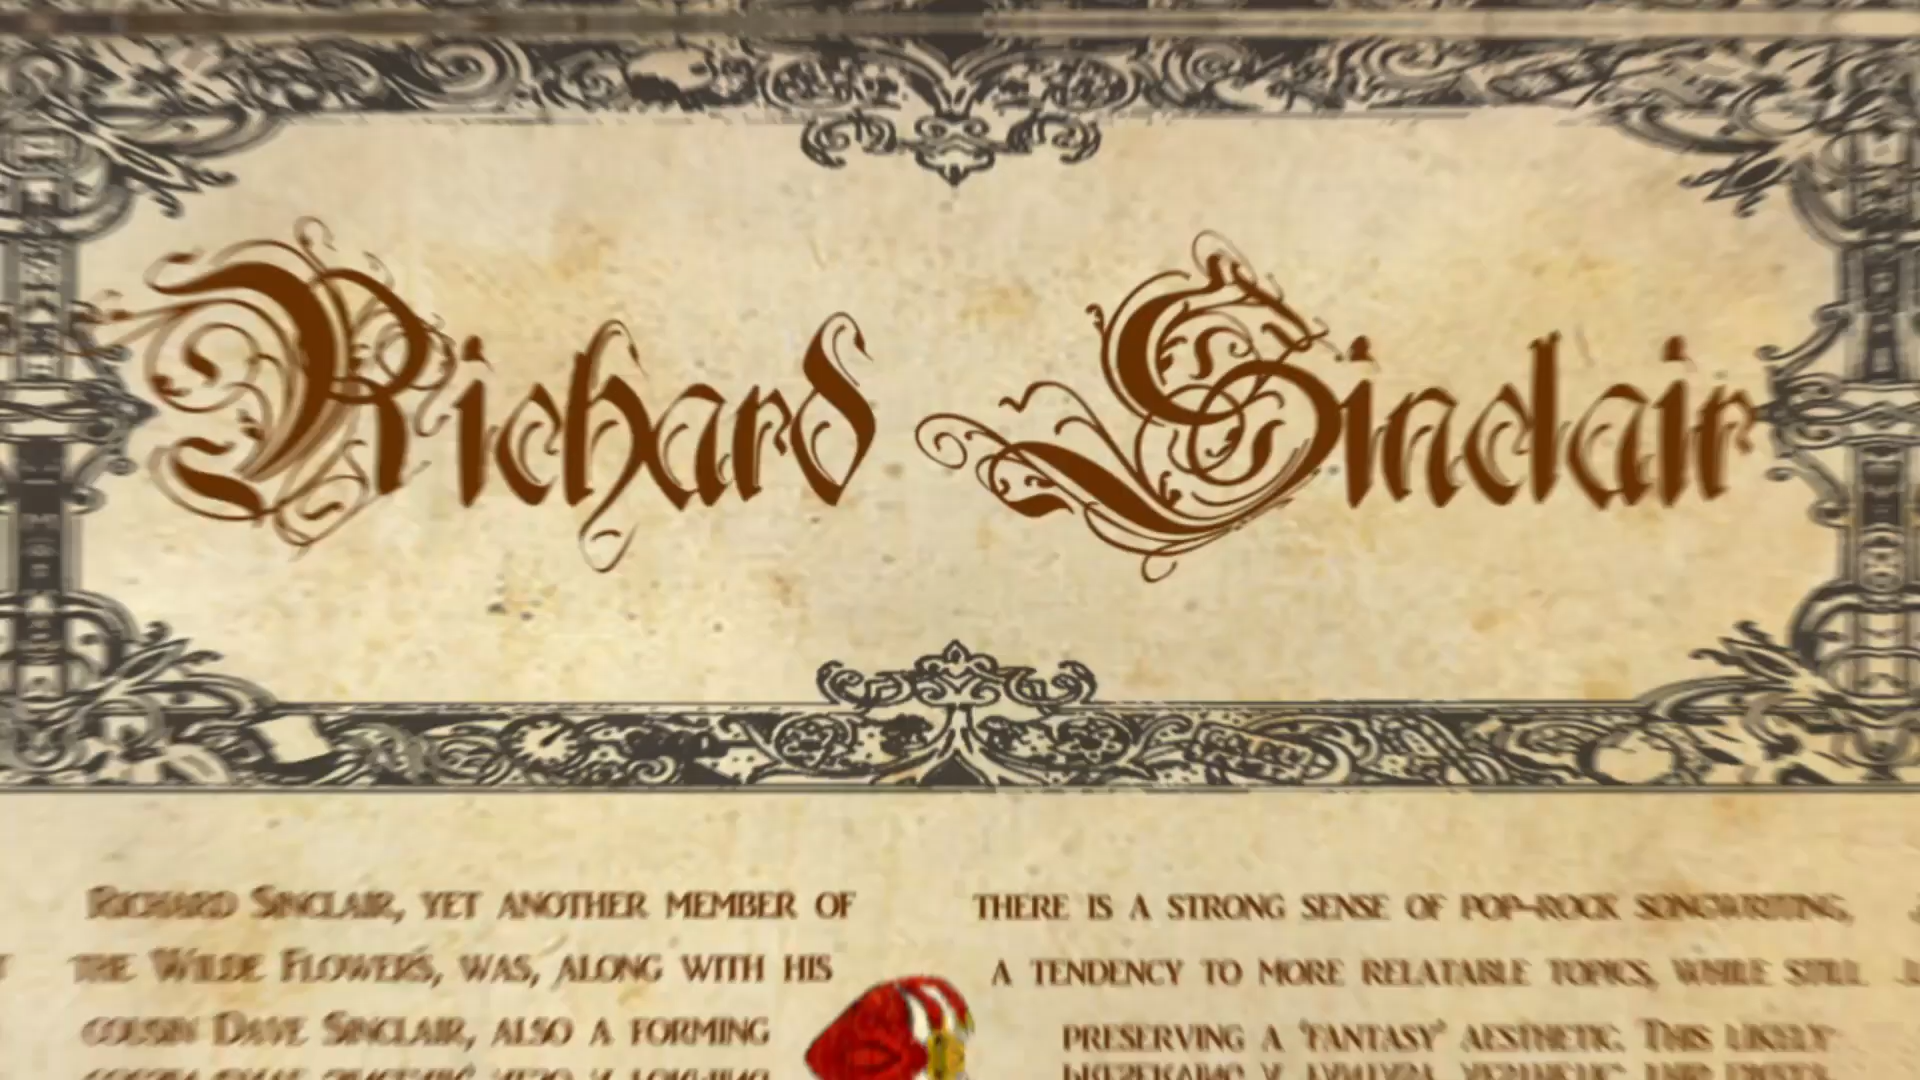 Richard Sinclair
GOLDEN
RICHARD SINCLAIR, YET ANOTHER MEMBER OF
THE WILDE FLOWERS, WAS, ALONG WITH HIS
COUSIN DAVE SINCLAIR, ALSO A FORMING
THERE IS A STRONG SENSE OF POP-ROCK SONGWRITING,
A TENDENCY TO MORE RELATABLE TOPICS, WHILE STILL
PRESERVING A 'FANTASY' AESTHETIC. THIS LIKELY